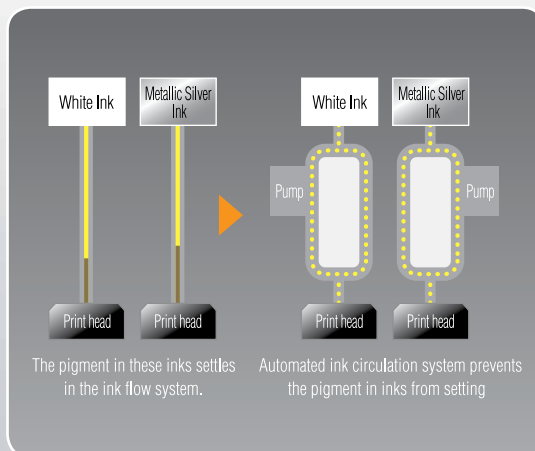 White Ink
Metallic Silver
Ink
Print head
Print head
The pigment in these inks settles
in the ink flow system.
White Ink
Metallic Silver
Ink
Pump
Pump
Print head
Print head
Automated ink circulation system prevents
the pigment in inks from setting